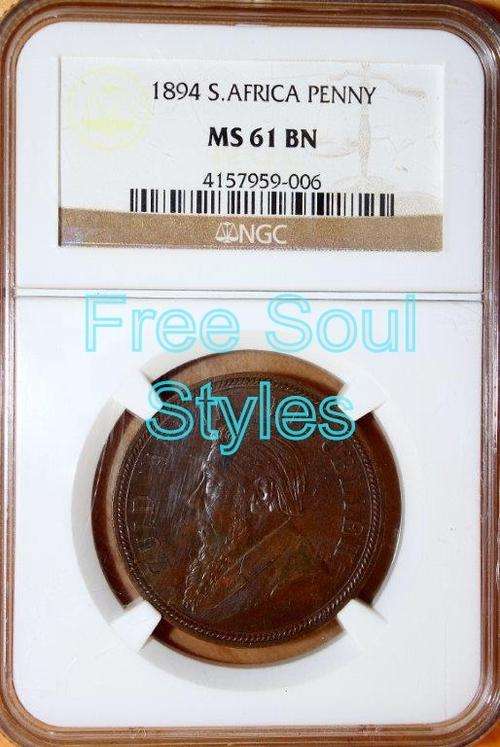 1894 S.AFRICA PENNY
MS 61 BN
4157959-006
NGC
Free Soul
Styles